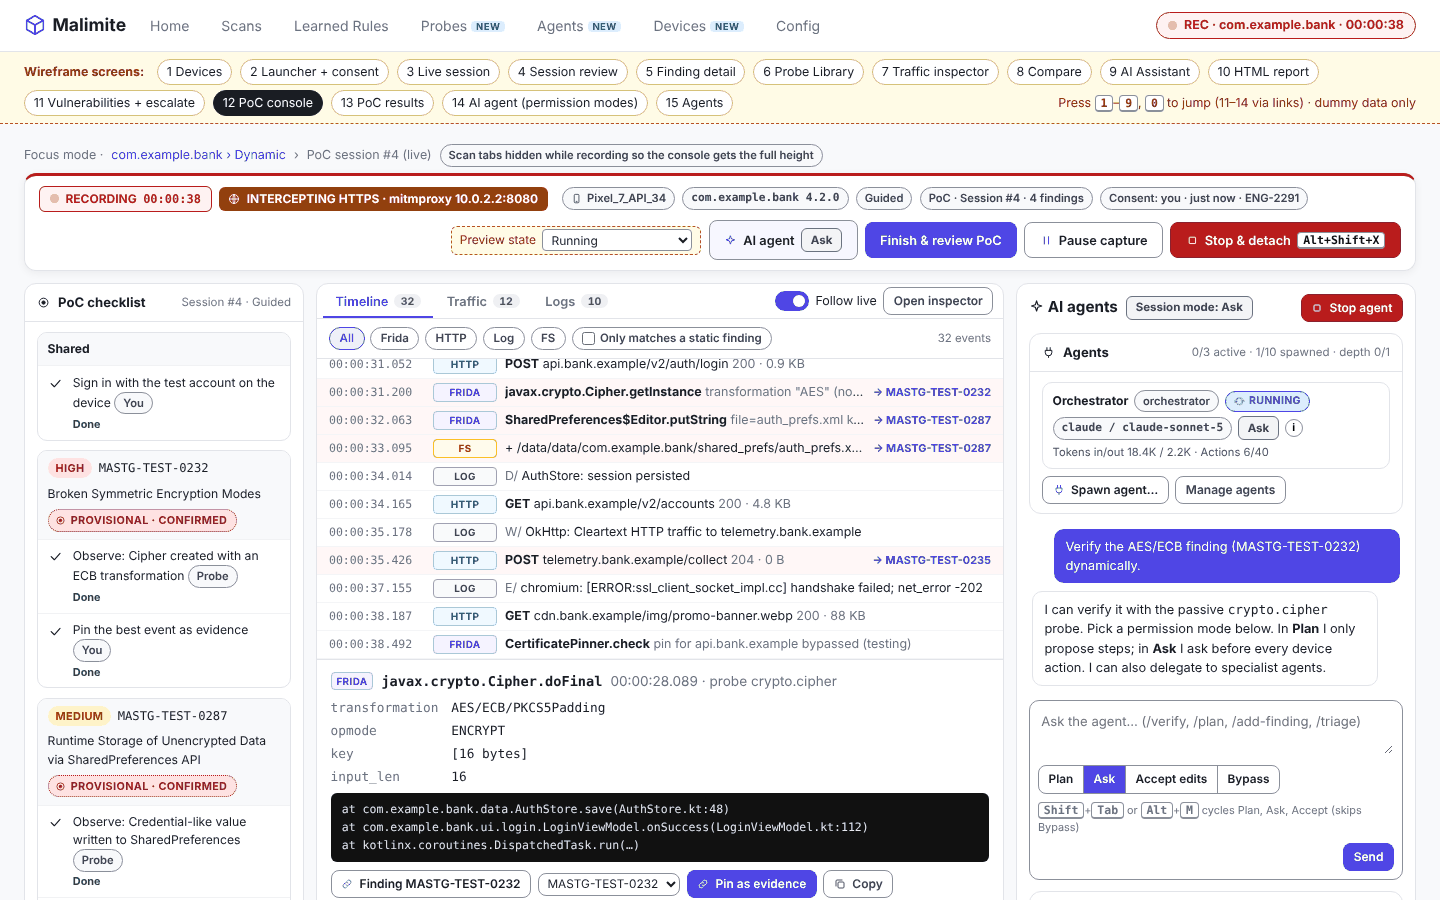 Malimite Home Scans Learned Rules Probes NEW Agents NEW Devices NEW Config REC · com.example.bank · 00:00:38
Wireframe screens: 1 Devices 2 Launcher + consent 3 Live session 4 Session review 5 Finding detail 6 Probe Library 7 Traffic inspector 8 Compare 9 AI Assistant 10 HTML report
11 Vulnerabilities + escalate 12 PoC console 13 PoC results 14 AI agent (permission modes) 15 Agents Press 1–9, 0 to jump (11–14 via links) · dummy data only
Focus mode · com.example.bank › Dynamic › PoC session #4 (live) Scan tabs hidden while recording so the console gets the full height
RECORDING 00:00:38 INTERCEPTING HTTPS · mitmproxy 10.0.2.2:8080 Pixel_7_API_34 com.example.bank 4.2.0 Guided PoC · Session #4 · 4 findings Consent: you · just now · ENG-2291
Preview state Running AI agent Ask Finish & review PoC Pause capture Stop & detach Alt+Shift+X
PoC checklist Session #4 · Guided
Shared
Sign in with the test account on the
device You
Done
HIGH MASTG-TEST-0232
Broken Symmetric Encryption Modes
PROVISIONAL · CONFIRMED
Observe: Cipher created with an
ECB transformation Probe
Done
Pin the best event as evidence
You
Done
MEDIUM MASTG-TEST-0287
Runtime Storage of Unencrypted Data
via SharedPreferences API
PROVISIONAL · CONFIRMED
Observe: Credential-like value
written to SharedPreferences
Probe
Done
Timeline 32 Traffic 12 Logs 10 Follow live Open inspector
All Frida HTTP Log FS Only matches a static finding 32 events
00:00:31.052 HTTP POST api.bank.example/v2/auth/login 200 · 0.9 KB
00:00:31.200 FRIDA javax.crypto.Cipher.getInstance transformation "AES" (no... → MASTG-TEST-0232
00:00:32.063 FRIDA SharedPreferences$Editor.putString file=auth_prefs.xml k... → MASTG-TEST-0287
00:00:33.095 FS + /data/data/com.example.bank/shared_prefs/auth_prefs.x... → MASTG-TEST-0287
00:00:34.014 LOG D/ AuthStore: session persisted
00:00:34.165 HTTP GET api.bank.example/v2/accounts 200 · 4.8 KB
00:00:35.178 LOG W/ OkHttp: Cleartext HTTP traffic to telemetry.bank.example
00:00:35.426 HTTP POST telemetry.bank.example/collect 204 · 0 B → MASTG-TEST-0235
00:00:37.155 LOG E/ chromium: [ERROR:ssl_client_socket_impl.cc] handshake failed; net_error -202
00:00:38.187 HTTP GET cdn.bank.example/img/promo-banner.webp 200 · 88 KB
00:00:38.492 FRIDA CertificatePinner.check pin for api.bank.example bypassed (testing)
FRIDA javax.crypto.Cipher.doFinal 00:00:28.089 · probe crypto.cipher
transformation AES/ECB/PKCS5Padding
opmode ENCRYPT
key [16 bytes]
input_len 16
at com.example.bank.data.AuthStore.save(AuthStore.kt:48)
at com.example.bank.ui.login.LoginViewModel.onSuccess(LoginViewModel.kt:112)
at kotlinx.coroutines.DispatchedTask.run(…)
Finding MASTG-TEST-0232 MASTG-TEST-0232 Pin as evidence Copy
AI agents Session mode: Ask Stop agent
Agents 0/3 active · 1/10 spawned · depth 0/1
Orchestrator orchestrator RUNNING
claude / claude-sonnet-5 Ask i
Tokens in/out 18.4K / 2.2K · Actions 6/40
Spawn agent... Manage agents
Verify the AES/ECB finding (MASTG-TEST-0232)
dynamically.
I can verify it with the passive crypto.cipher
probe. Pick a permission mode below. In Plan I only
propose steps; in Ask I ask before every device
action. I can also delegate to specialist agents.
Ask the agent... (/verify, /plan, /add-finding, /triage)
Plan Ask Accept edits Bypass
Shift+Tab or Alt+M cycles Plan, Ask, Accept (skips
Bypass)
Send